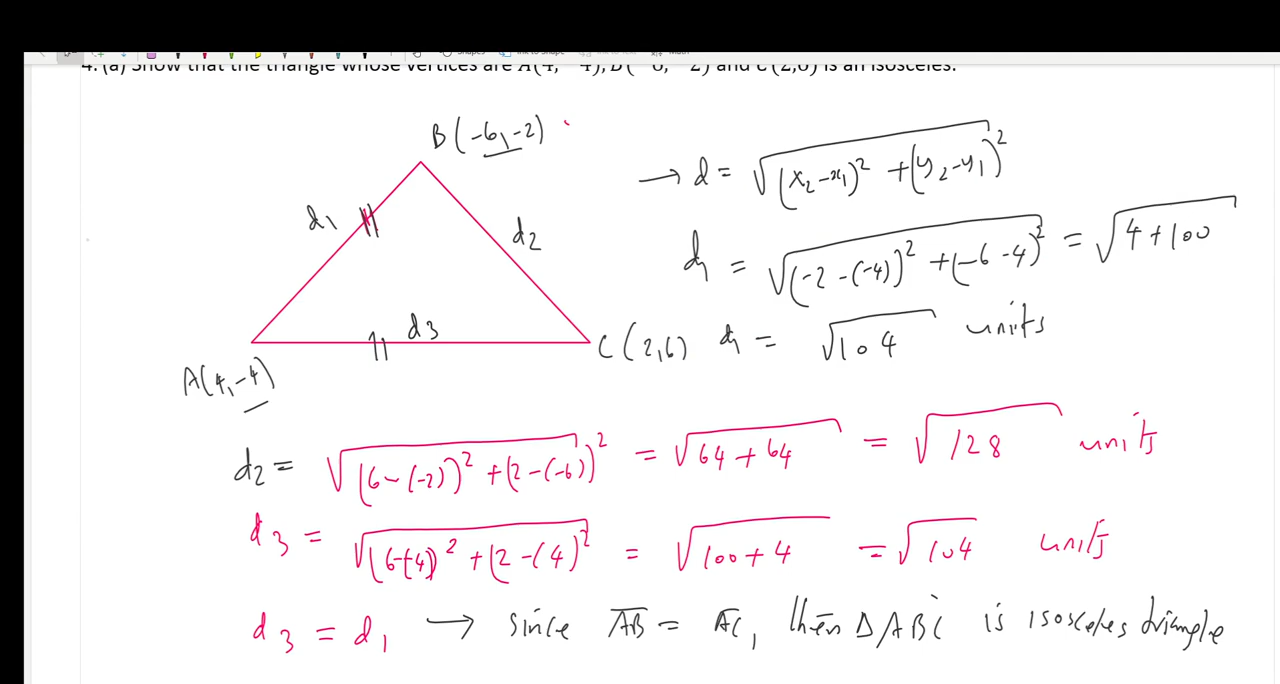 4. (a) Show that the triangle whose vertices are A(4, −4), B(−6, −2) and C (2,6) is an isosceles.
B(-6,-2)
→ d = √(x₂-x₁)² + (y₂-y₁)²
d₁
d₂
d₁ = √(-2-(-4))² + (-6-4)² = √4+100
d₃
C(2,6)
d₁ = √104 units
A(4,-4)
d₂ = √(6-(-2))² + (2-(-6))² = √64+64 = √128 units
d₃ = √(6-(-4))² + (2-(4)² = √100+4 = √104 units
d₃ = d₁ → since AB = AC, then ΔABC is isosceles triangle